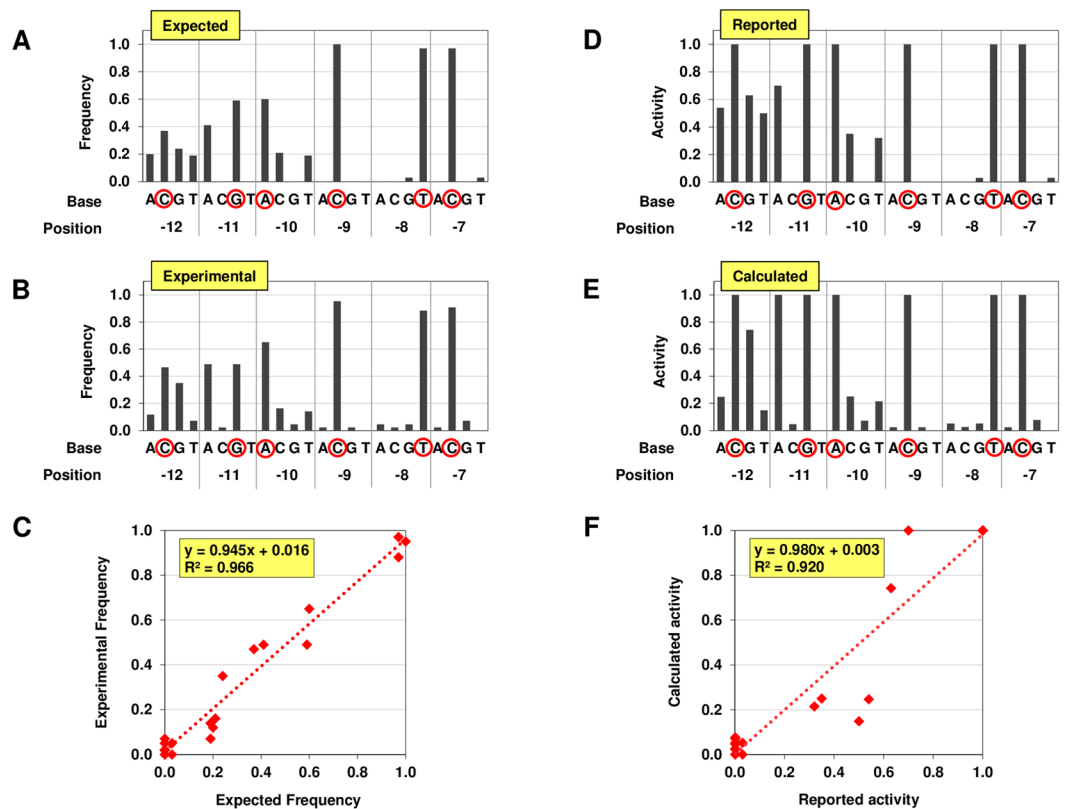 A
Expected
Frequency
1.0
0.8
0.6
0.4
0.2
0.0
Base
A C G T A C G T A C G T A C G T A C G T A C G T
Position
-12 -11 -10 -9 -8 -7
B
Experimental
Frequency
1.0
0.8
0.6
0.4
0.2
0.0
Base
A C G T A C G T A C G T A C G T A C G T A C G T
Position
-12 -11 -10 -9 -8 -7
C
y = 0.945x + 0.016
R² = 0.966
Experimental Frequency
1.0
0.8
0.6
0.4
0.2
0.0
0.0 0.2 0.4 0.6 0.8 1.0
Expected Frequency
D
Reported
Activity
1.0
0.8
0.6
0.4
0.2
0.0
Base
A C G T A C G T A C G T A C G T A C G T A C G T
Position
-12 -11 -10 -9 -8 -7
E
Calculated
Activity
1.0
0.8
0.6
0.4
0.2
0.0
Base
A C G T A C G T A C G T A C G T A C G T A C G T
Position
-12 -11 -10 -9 -8 -7
F
y = 0.980x + 0.003
R² = 0.920
Calculated activity
1.0
0.8
0.6
0.4
0.2
0.0
0.0 0.2 0.4 0.6 0.8 1.0
Reported activity